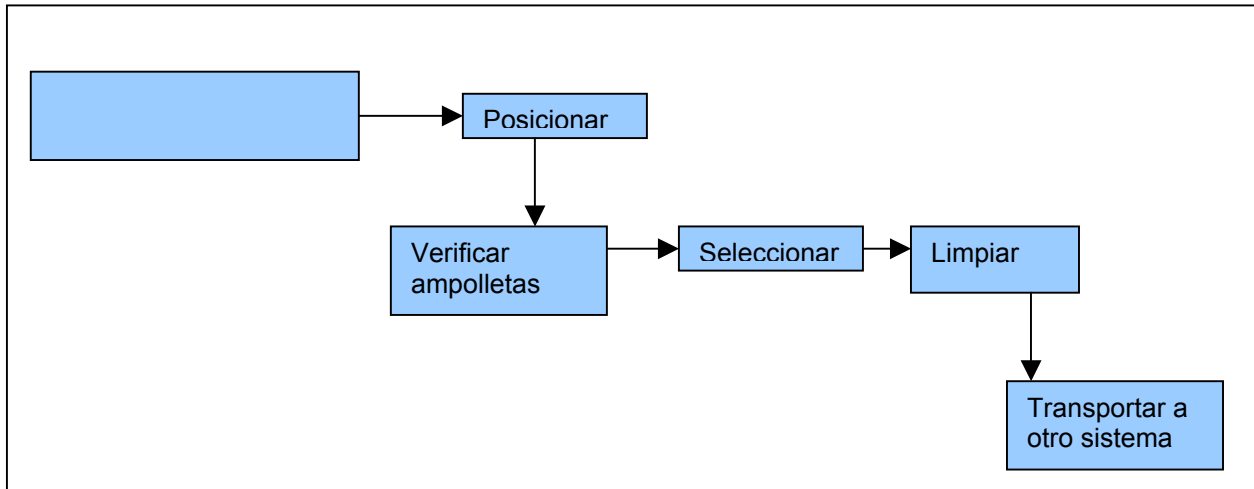 Posicionar
Verificar
ampolletas
Seleccionar
Limpiar
Transportar a
otro sistema